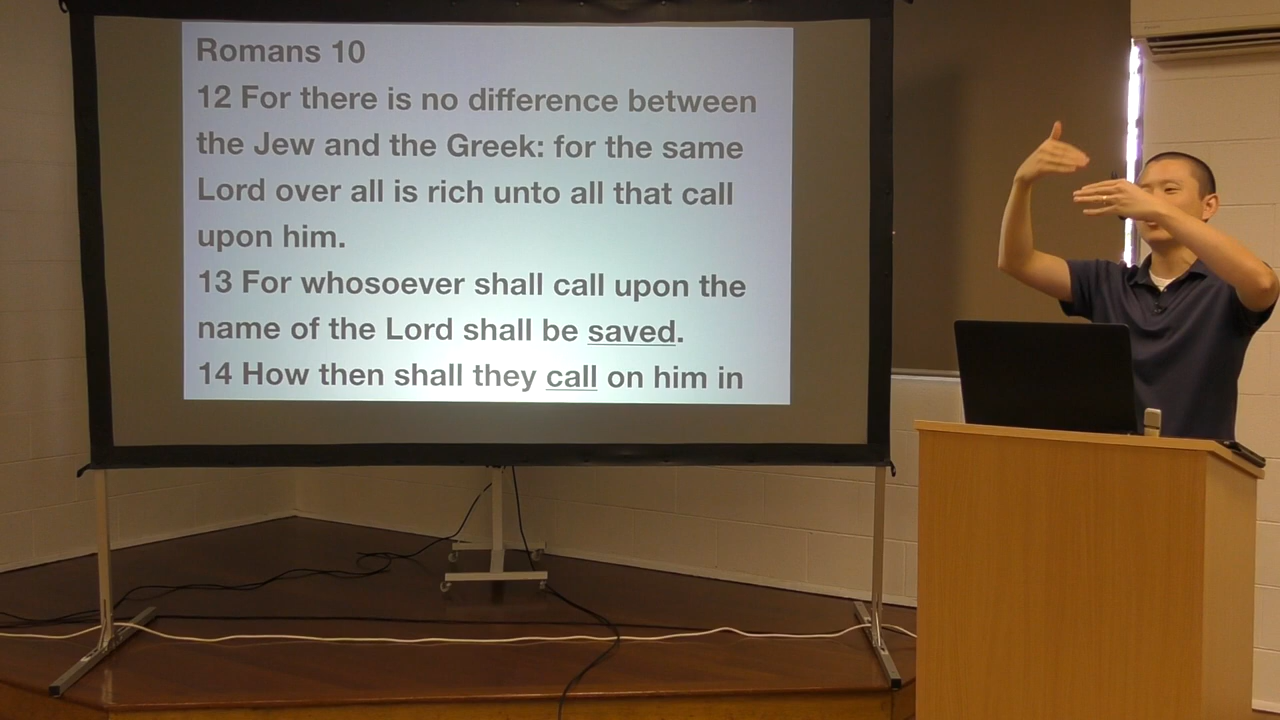 Romans 10
12 For there is no difference between
the Jew and the Greek: for the same
Lord over all is rich unto all that call
upon him.
13 For whosoever shall call upon the
name of the Lord shall be saved.
14 How then shall they call on him in